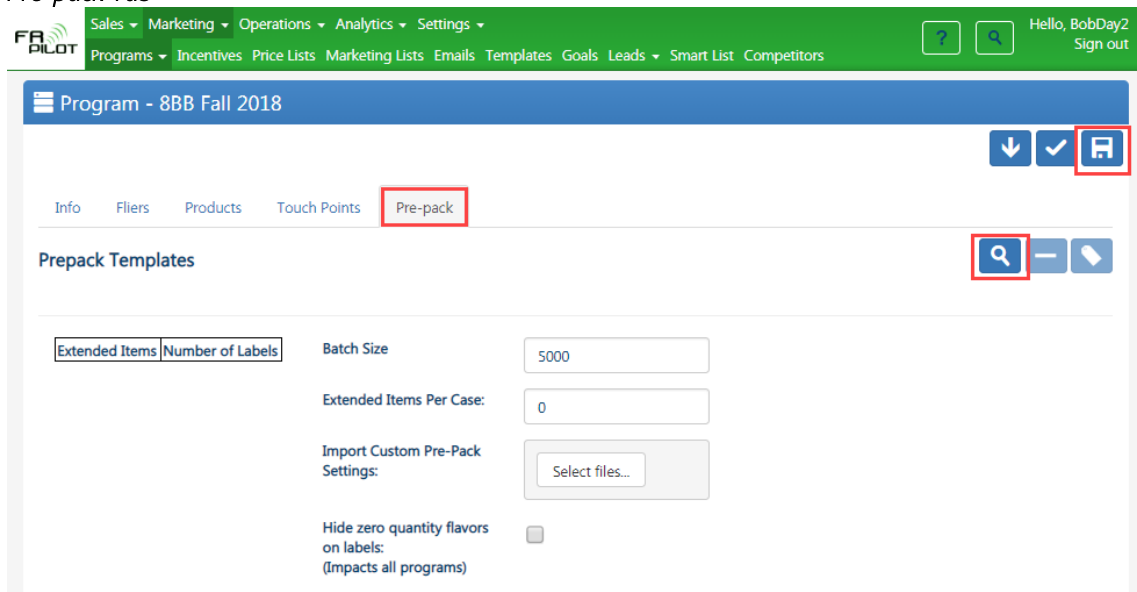 Sales Marketing Operations Analytics Settings
FR PILOT
Programs Incentives Price Lists Marketing Lists Emails Templates Goals Leads Smart List Competitors
?
Hello, BobDay2
Sign out
Program - 8BB Fall 2018
Info Fliers Products Touch Points Pre-pack
Prepack Templates
Extended Items Number of Labels
Batch Size
5000
Extended Items Per Case:
0
Import Custom Pre-Pack
Settings:
Select files...
Hide zero quantity flavors
on labels:
(Impacts all programs)